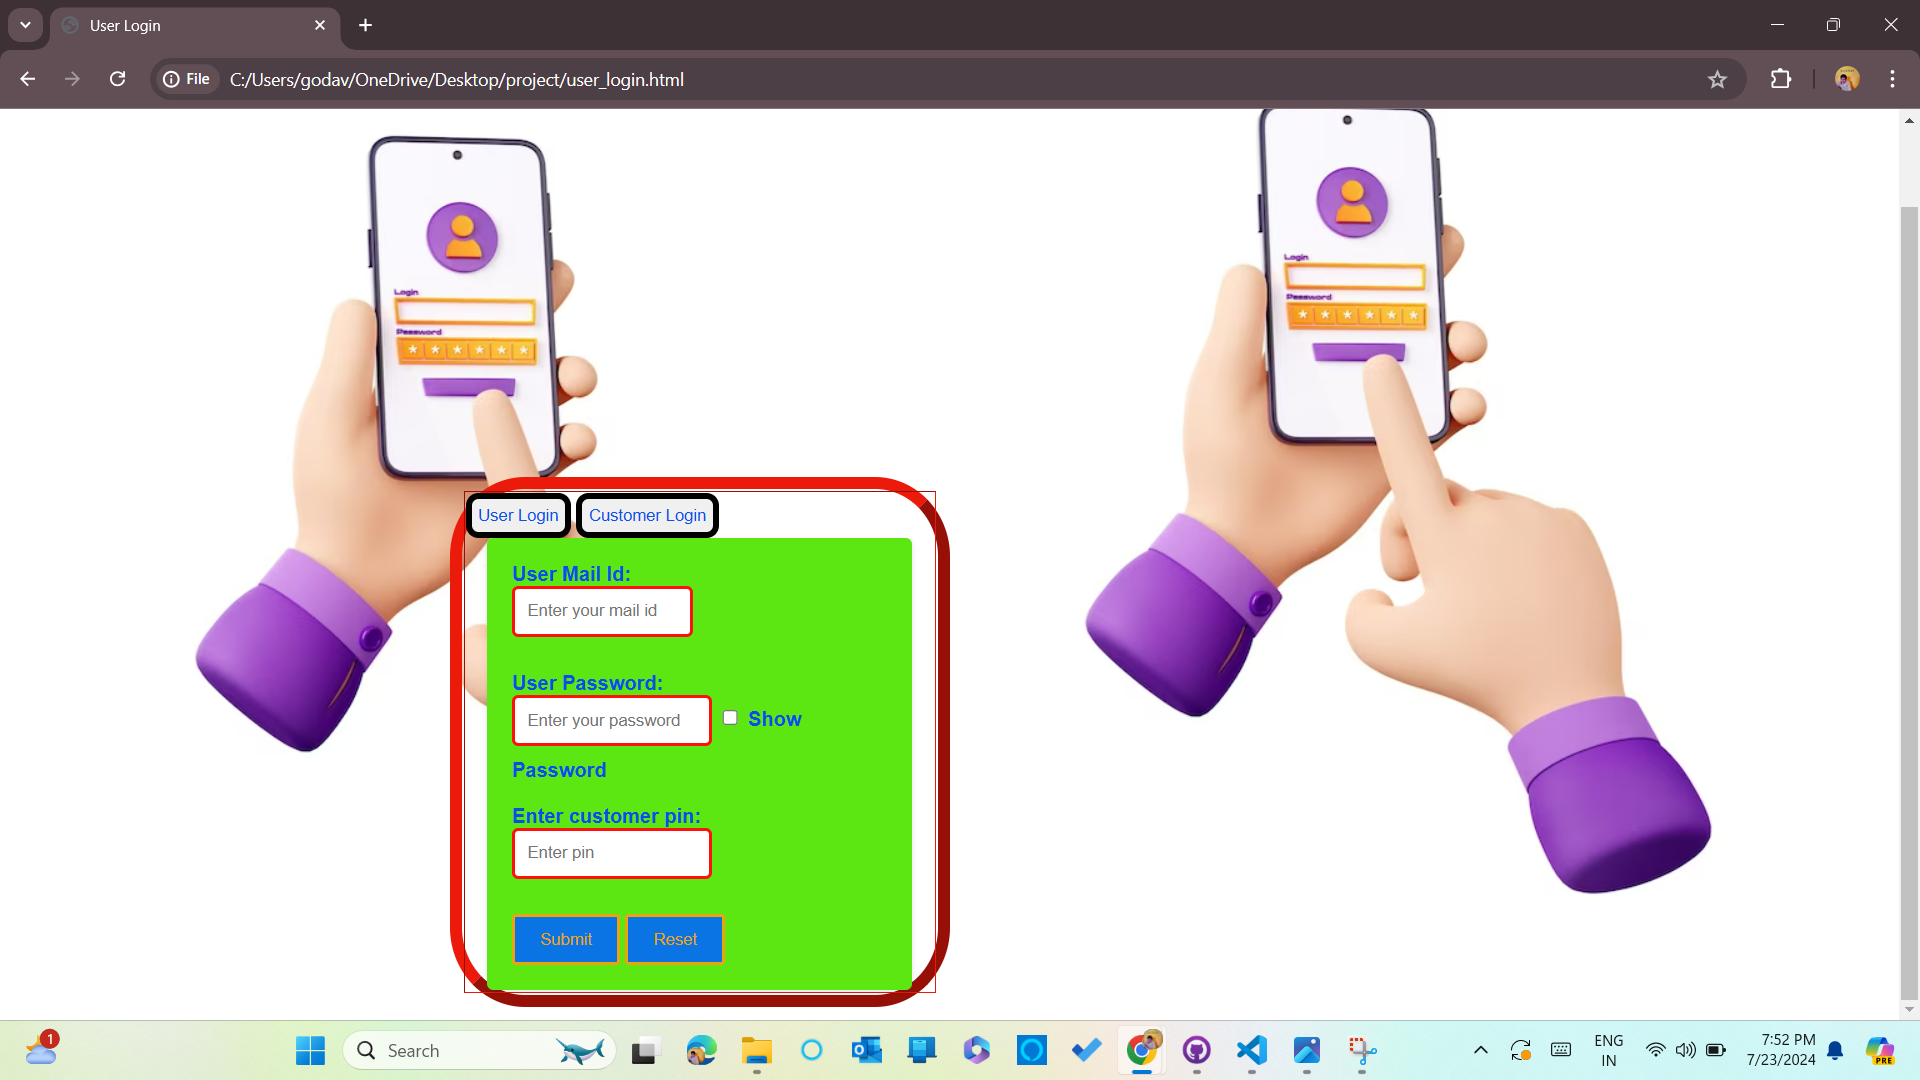 User Login
File
C:/Users/godav/OneDrive/Desktop/project/user_login.html
Login
Password
Login
Password
User Login
Customer Login
User Mail Id:
Enter your mail id
User Password:
Enter your password
Show
Password
Enter customer pin:
Enter pin
Submit
Reset
1
Search
ENG
IN
7:52 PM
7/23/2024
PRE